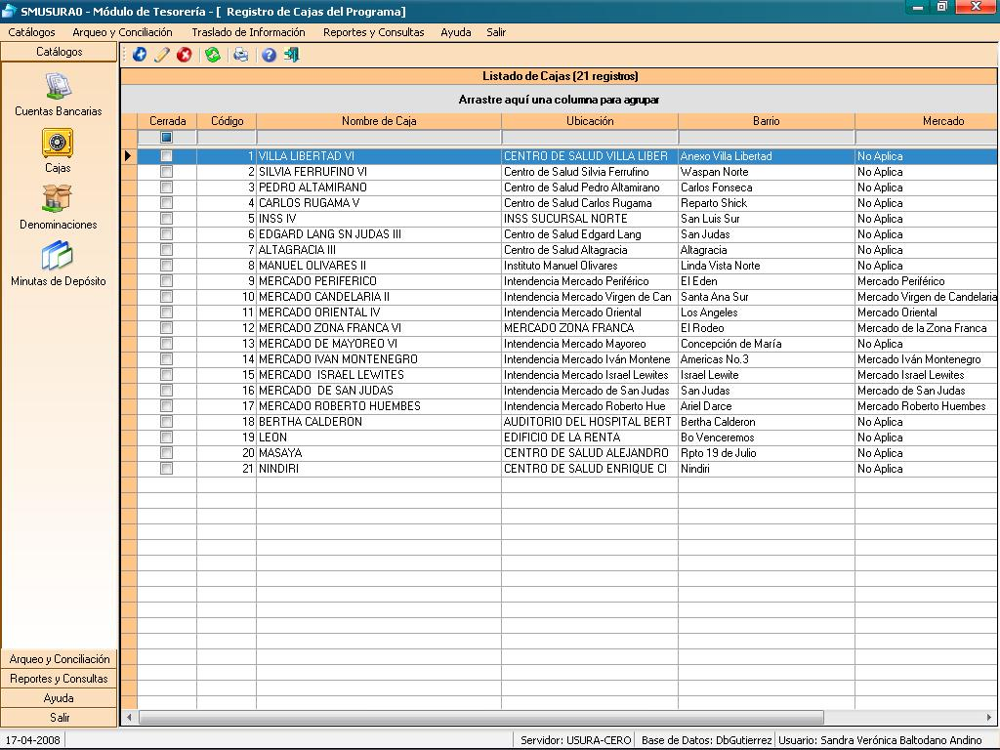 SMUSURA0 - Módulo de Tesorería - [ Registro de Cajas del Programa]
Catálogos Arqueo y Conciliación Traslado de Información Reportes y Consultas Ayuda Salir
Catálogos
Cuentas Bancarias
Cajas
Denominaciones
Minutas de Depósito
Listado de Cajas (21 registros)
Arrastre aquí una columna para agrupar
Cerrada Código Nombre de Caja Ubicación Barrio Mercado
1 VILLA LIBERTAD VI CENTRO DE SALUD VILLA LIBER Anexo Villa Libertad No Aplica
2 SILVIA FERRUFINO VI Centro de Salud Silvia Ferrufino Waspan Norte No Aplica
3 PEDRO ALTAMIRANO Centro de Salud Pedro Altamirano Carlos Fonseca No Aplica
4 CARLOS RUGAMA V Centro de Salud Carlos Rugama Reparto Shick No Aplica
5 INSS IV INSS SUCURSAL NORTE San Luis Sur No Aplica
6 EDGARD LANG SN JUDAS III Centro de Salud Edgard Lang San Judas No Aplica
7 ALTAGRACIA III Centro de Salud Altagracia Altagracia No Aplica
8 MANUEL OLIVARES II Instituto Manuel Olivares Linda Vista Norte No Aplica
9 MERCADO PERIFERICO Intendencia Mercado Periférico El Eden Mercado Periférico
10 MERCADO CANDELARIA II Intendencia Mercado Virgen de Can Santa Ana Sur Mercado Virgen de Candelaria
11 MERCADO ORIENTAL IV Intendencia Mercado Oriental Los Angeles Mercado Oriental
12 MERCADO ZONA FRANCA VI MERCADO ZONA FRANCA El Rodeo Mercado de la Zona Franca
13 MERCADO DE MAYOREO VI Intendencia Mercado Mayoreo Concepción de María No Aplica
14 MERCADO IVAN MONTENEGRO Intendencia Mercado Iván Montene Americas No.3 Mercado Iván Montenegro
15 MERCADO ISRAEL LEWITES Intendencia Mercado Israel Lewites Israel Lewite Mercado Israel Lewites
16 MERCADO DE SAN JUDAS Intendencia Mercado de San Judas San Judas Mercado de San Judas
17 MERCADO ROBERTO HUEMBES Intendencia Mercado Roberto Hue Ariel Darce Mercado Roberto Huembes
18 BERTHA CALDERON AUDITORIO DEL HOSPITAL BERT Bertha Calderon No Aplica
19 LEON EDIFICIO DE LA RENTA Bo Venceremos No Aplica
20 MASAYA CENTRO DE SALUD ALEJANDRO Rpto 19 de Julio No Aplica
21 NINDIRI CENTRO DE SALUD ENRIQUE CI Nindiri No Aplica
Arqueo y Conciliación
Reportes y Consultas
Ayuda
Salir
17-04-2008 Servidor: USURA-CERO Base de Datos: DbGutierrez Usuario: Sandra Verónica Baltodano Andino